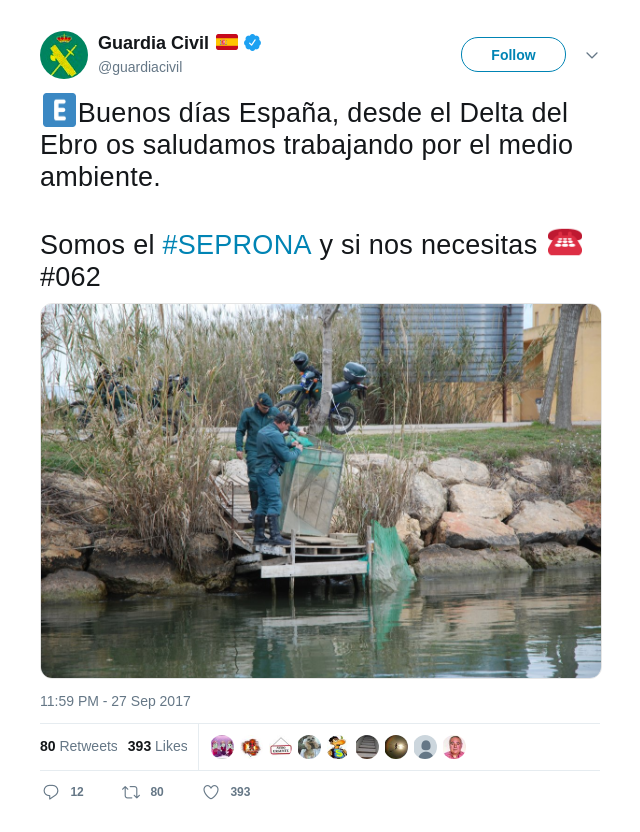 Guardia Civil 🇪🇸
@guardiacivil
Follow
🅴Buenos días España, desde el Delta del
Ebro os saludamos trabajando por el medio
ambiente.
Somos el #SEPRONA y si nos necesitas ☎️
#062
11:59 PM - 27 Sep 2017
80 Retweets 393 Likes
12 80 393